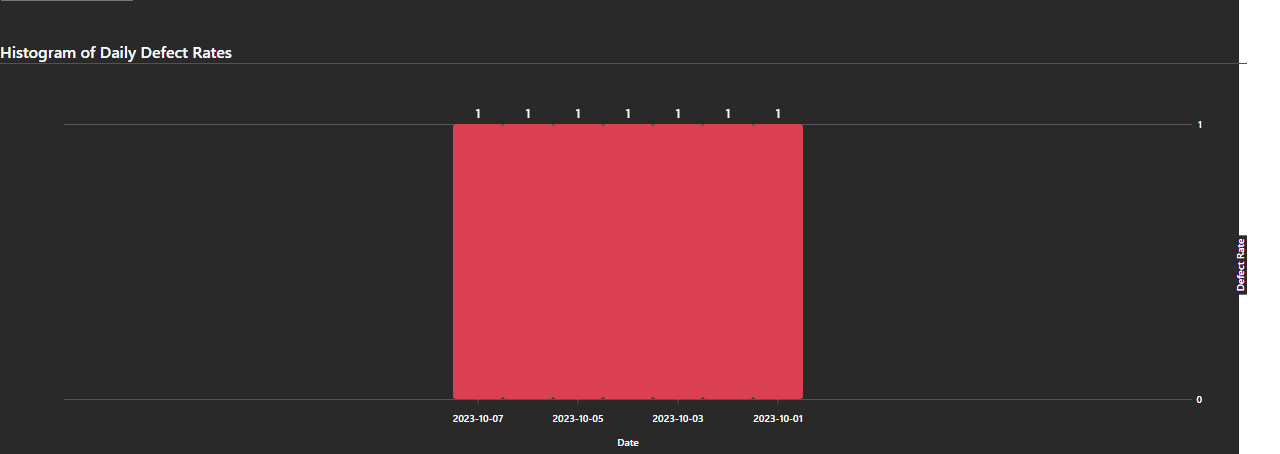 Histogram of Daily Defect Rates
1 1 1 1 1 1 1
1
Defect Rate
0
2023-10-07 2023-10-05 2023-10-03 2023-10-01
Date